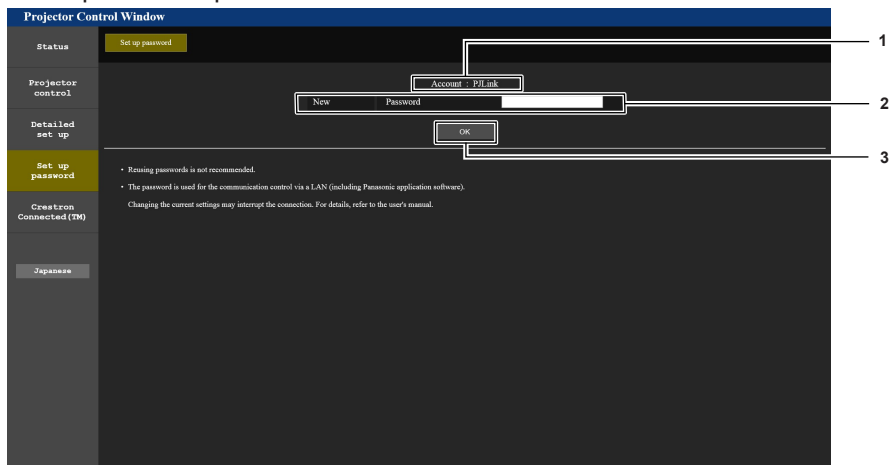 Projector Control Window
Status
Set up password
1
Projector
control
Account : PJLink
New Password
2
Detailed
set up
OK
3
Set up
password
• Reusing passwords is not recommended.
• The password is used for the communication control via a LAN (including Panasonic application software).
Changing the current settings may interrupt the connection. For details, refer to the user's manual.
Crestron
Connected(TM)
Japanese